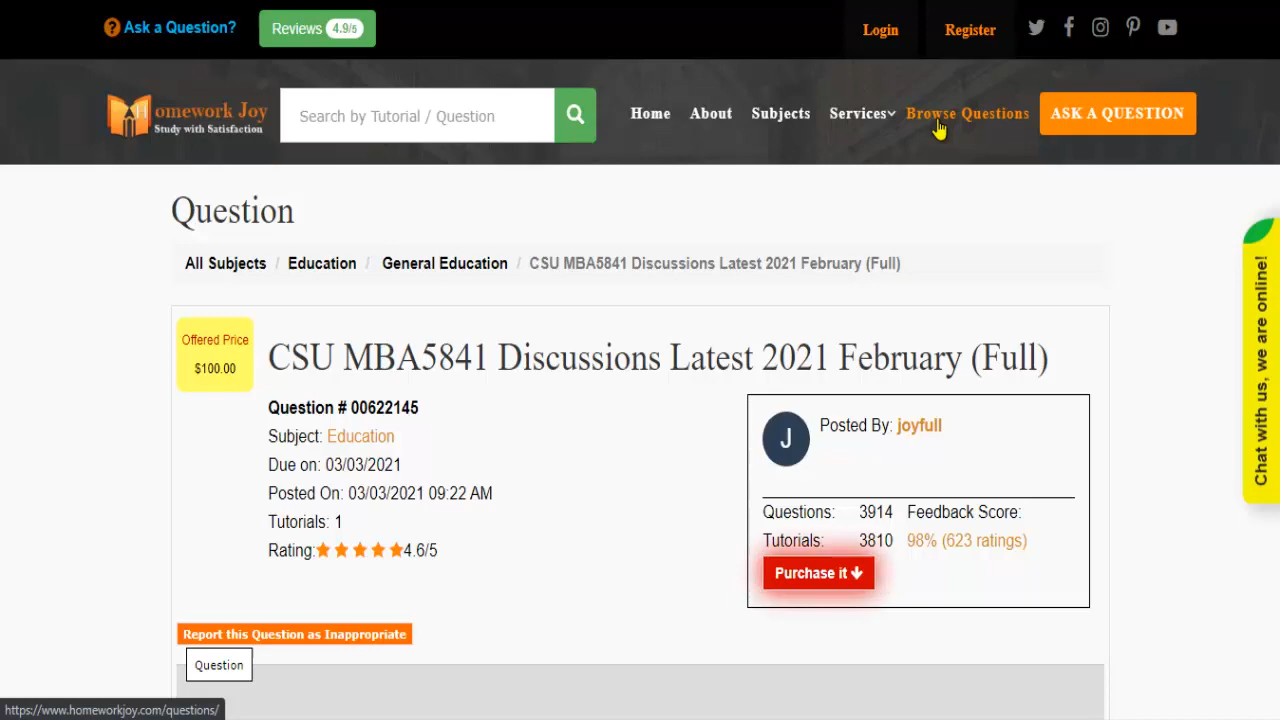 Ask a Question?
Reviews 4.9/5
Login
Register
omework Joy
Study with Satisfaction
Search by Tutorial / Question
Home
About
Subjects
Services
Browse Questions
ASK A QUESTION
Question
All Subjects / Education / General Education / CSU MBA5841 Discussions Latest 2021 February (Full)
Offered Price
$100.00
CSU MBA5841 Discussions Latest 2021 February (Full)
Question # 00622145
Subject: Education
Due on: 03/03/2021
Posted On: 03/03/2021 09:22 AM
Tutorials: 1
Rating: 4.6/5
J
Posted By: joyfull
Questions: 3914 Feedback Score:
Tutorials: 3810 98% (623 ratings)
Purchase it
Report this Question as Inappropriate
Question
Chat with us, we are online!
https://www.homeworkjoy.com/questions/